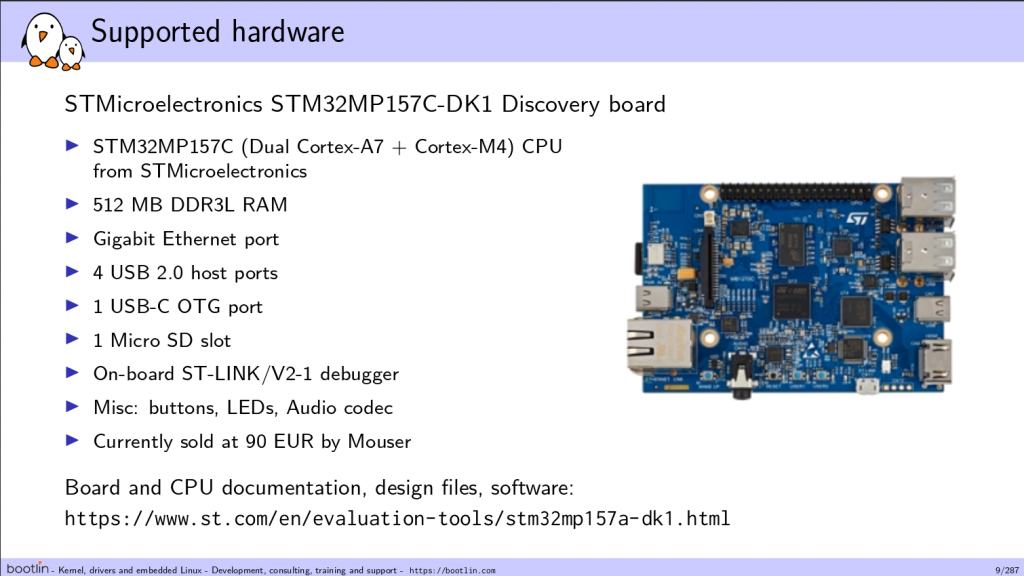 Supported hardware
STMicroelectronics STM32MP157C-DK1 Discovery board
STM32MP157C (Dual Cortex-A7 + Cortex-M4) CPU
from STMicroelectronics
512 MB DDR3L RAM
Gigabit Ethernet port
4 USB 2.0 host ports
1 USB-C OTG port
1 Micro SD slot
On-board ST-LINK/V2-1 debugger
Misc: buttons, LEDs, Audio codec
Currently sold at 90 EUR by Mouser
Board and CPU documentation, design files, software:
https://www.st.com/en/evaluation-tools/stm32mp157a-dk1.html
ST
bootlin - Kernel, drivers and embedded Linux - Development, consulting, training and support - https://bootlin.com
9/287